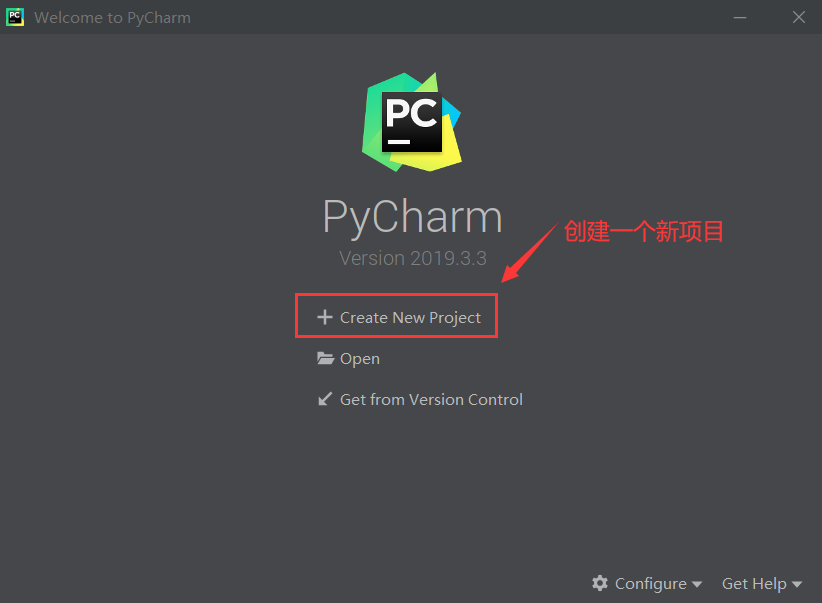 PC
Welcome to PyCharm
PC
PyCharm
Version 2019.3.3
创建一个新项目
Create New Project
Open
Get from Version Control
Configure
Get Help